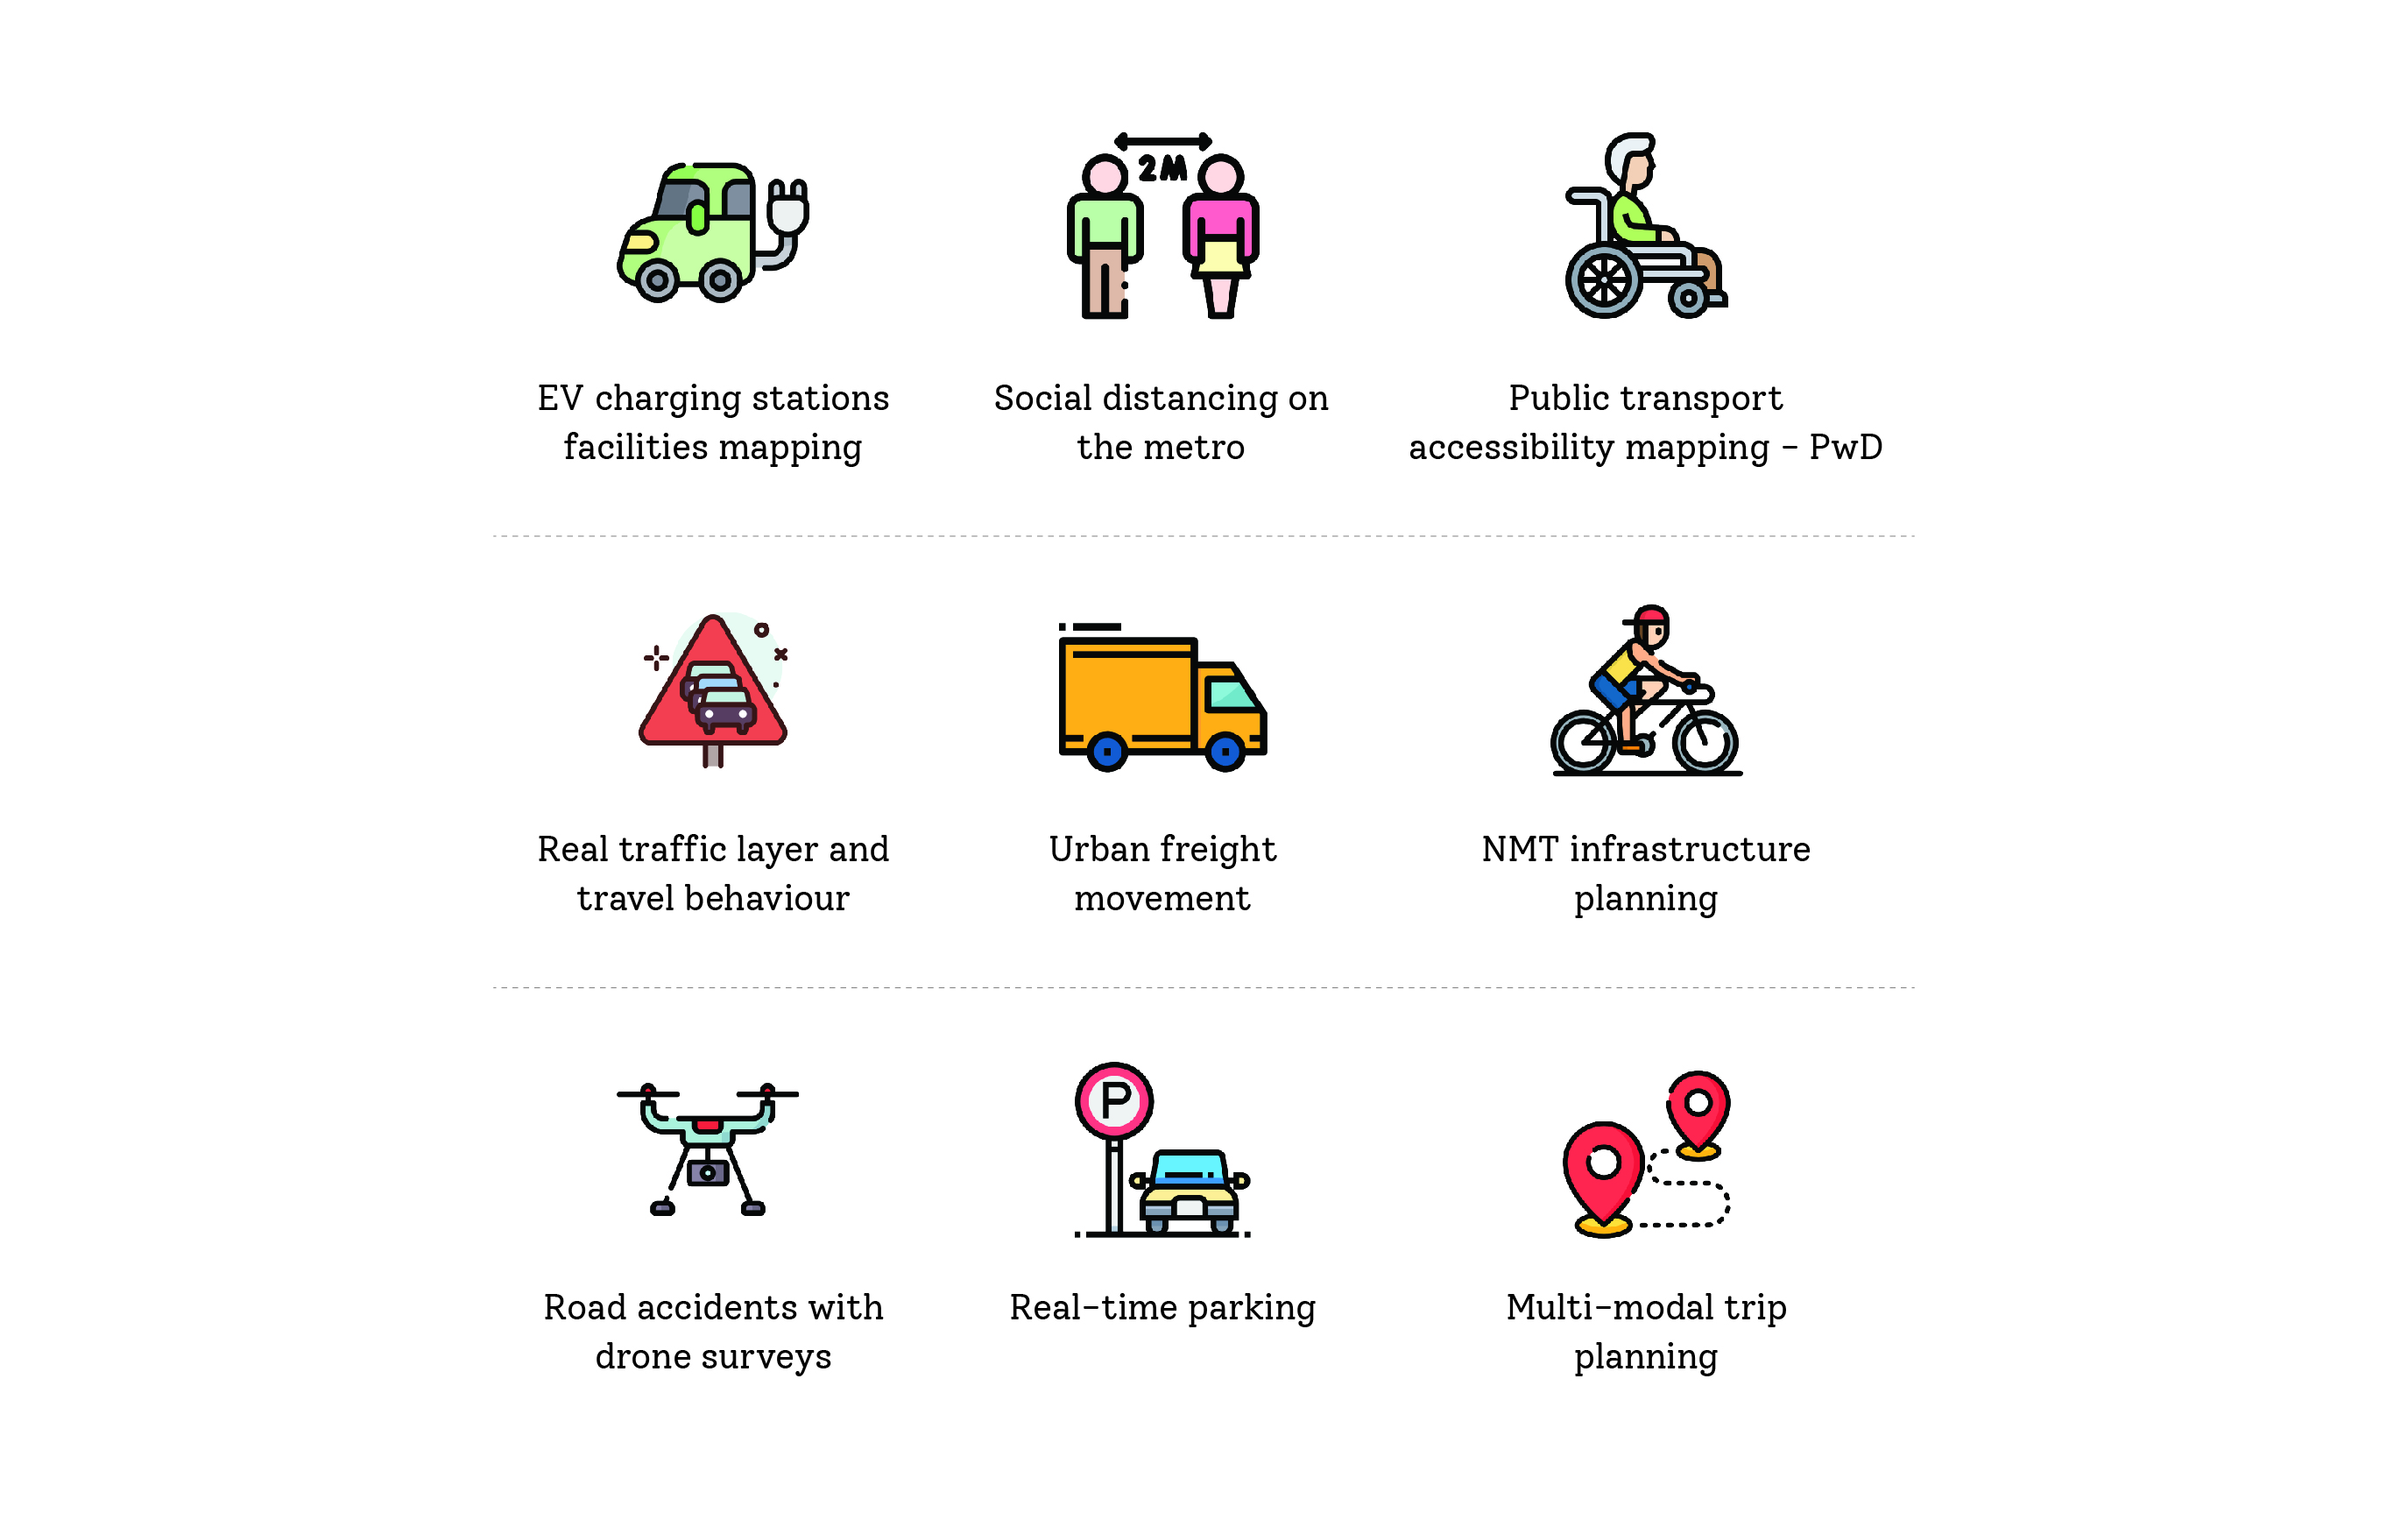 2 M
EV charging stations
facilities mapping
Social distancing on
the metro
Public transport
accessibility mapping - PwD
Real traffic layer and
travel behaviour
Urban freight
movement
NMT infrastructure
planning
P
Road accidents with
drone surveys
Real-time parking
Multi-modal trip
planning